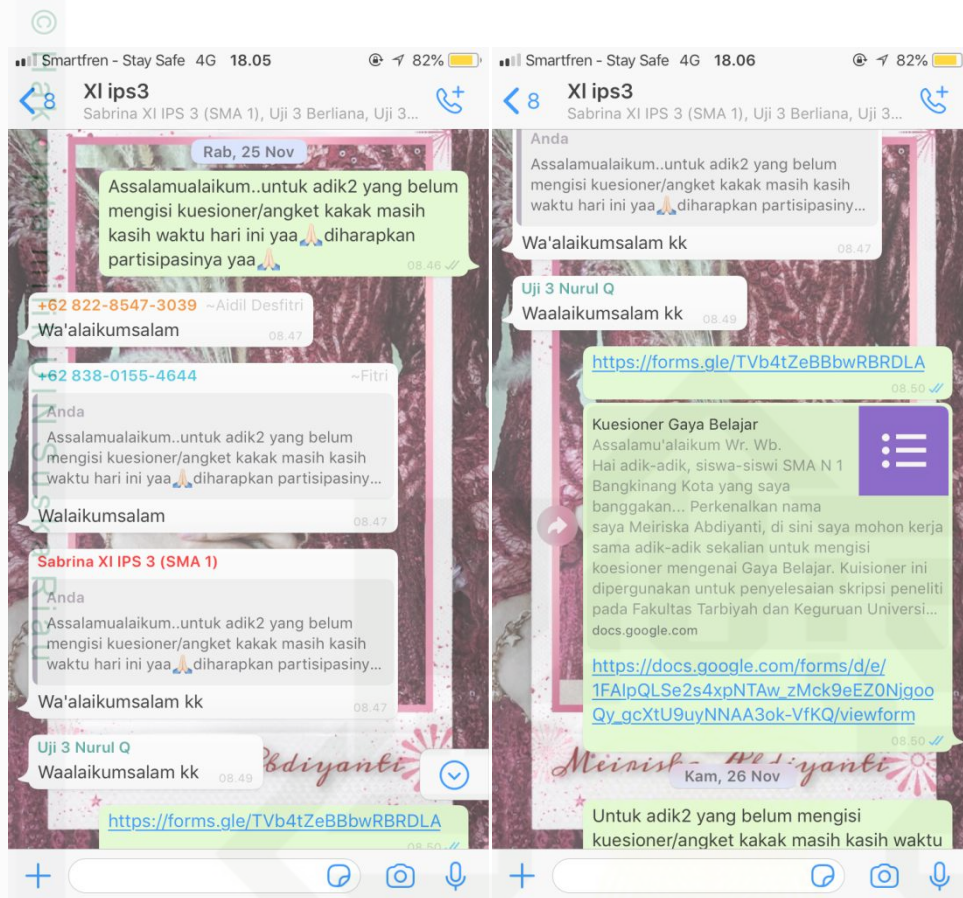 © Hak cipta milik UIN Suska Riau
Smartfren - Stay Safe 4G 18.05 82%
8 XI ips3
Sabrina XI IPS 3 (SMA 1), Uji 3 Berliana, Uji 3...
Rab, 25 Nov
Assalamualaikum..untuk adik2 yang belum
mengisi kuesioner/angket kakak masih
kasih waktu hari ini yaa🙏🏻diharapkan
partisipasinya yaa🙏🏻 08.46
+62 822-8547-3039 ~Aidil Desfitri
Wa'alaikumsalam 08.47
+62 838-0155-4644 ~Fitri
Anda
Assalamualaikum..untuk adik2 yang belum
mengisi kuesioner/angket kakak masih kasih
waktu hari ini yaa🙏🏻diharapkan partisipasiny...
Walaikumsalam 08.47
Sabrina XI IPS 3 (SMA 1)
Anda
Assalamualaikum..untuk adik2 yang belum
mengisi kuesioner/angket kakak masih kasih
waktu hari ini yaa🙏🏻diharapkan partisipasiny...
Wa'alaikumsalam kk 08.47
Uji 3 Nurul Q
Waalaikumsalam kk 08.49
Abdiyanti
https://forms.gle/TVb4tZeBBbwRBRDLA
08.50
Smartfren - Stay Safe 4G 18.06 82%
8 XI ips3
Sabrina XI IPS 3 (SMA 1), Uji 3 Berliana, Uji 3...
Anda
Assalamualaikum..untuk adik2 yang belum
mengisi kuesioner/angket kakak masih kasih
waktu hari ini yaa🙏🏻diharapkan partisipasiny...
Wa'alaikumsalam kk 08.47
Uji 3 Nurul Q
Waalaikumsalam kk 08.49
https://forms.gle/TVb4tZeBBbwRBRDLA
08.50
Kuesioner Gaya Belajar
Assalamu'alaikum Wr. Wb.
Hai adik-adik, siswa-siswi SMA N 1
Bangkinang Kota yang saya
banggakan... Perkenalkan nama
saya Meiriska Abdiyanti, di sini saya mohon kerja
sama adik-adik sekalian untuk mengisi
koesioner mengenai Gaya Belajar. Kuisioner ini
dipergunakan untuk penyelesaian skripsi peneliti
pada Fakultas Tarbiyah dan Keguruan Universi...
docs.google.com
https://docs.google.com/forms/d/e/
1FAIpQLSe2s4xpNTAw_zMck9eEZ0Njgoo
Qy_gcXtU9uyNNAA3ok-VfKQ/viewform
08.50
Meiriska Abdiyanti
Kam, 26 Nov
Untuk adik2 yang belum mengisi
kuesioner/angket kakak masih kasih waktu